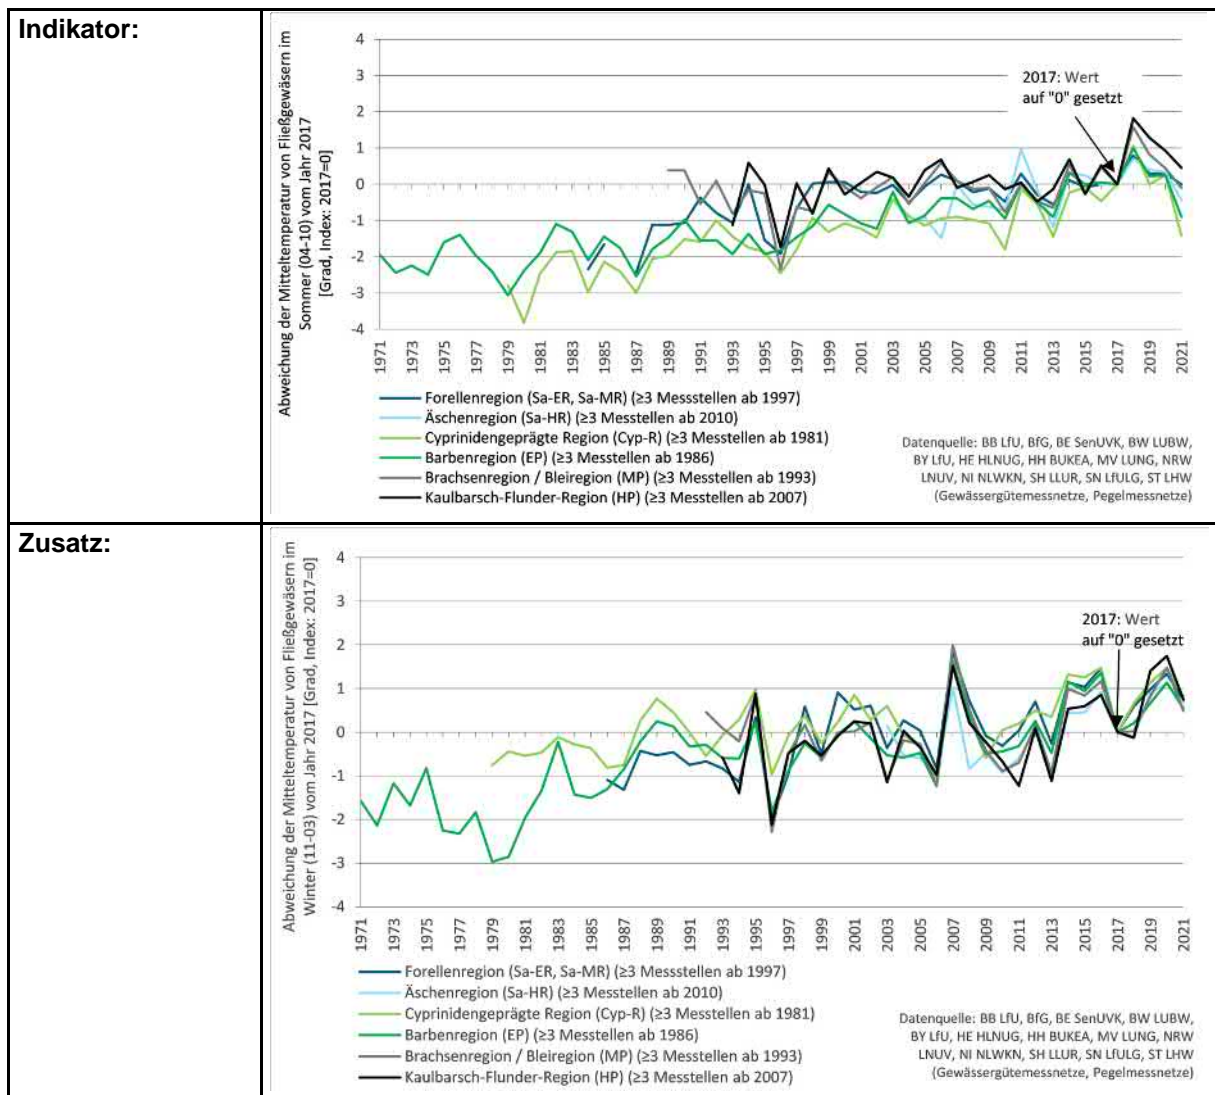 Indikator:
Abweichung der Mitteltemperatur von Fließgewäsern im
Sommer (04-10) vom Jahr 2017
[Grad, Index: 2017=0]
4
3
2
1
0
-1
-2
-3
-4
2017: Wert
auf "0" gesetzt
1971 1973 1975 1977 1979 1981 1983 1985 1987 1989 1991 1993 1995 1997 1999 2001 2003 2005 2007 2009 2011 2013 2015 2017 2019 2021
Forellenregion (Sa-ER, Sa-MR) (≥3 Messstellen ab 1997)
Äschenregion (Sa-HR) (≥3 Messtellen ab 2010)
Cyprinidengeprägte Region (Cyp-R) (≥3 Messtellen ab 1981)
Barbenregion (EP) (≥3 Messtellen ab 1986)
Brachsenregion / Bleiregion (MP) (≥3 Messtellen ab 1993)
Kaulbarsch-Flunder-Region (HP) (≥3 Messtellen ab 2007)
Datenquelle: BB LfU, BfG, BE SenUVK, BW LUBW,
BY LfU, HE HLNUG, HH BUKEA, MV LUNG, NRW
LNUV, NI NLWKN, SH LLUR, SN LfULG, ST LHW
(Gewässergütemessnetze, Pegelmessnetze)
Zusatz:
Abweichung der Mitteltemperatur von Fließgewäsern im
Winter (11-03) vom Jahr 2017 [Grad, Index: 2017=0]
4
3
2
1
0
-1
-2
-3
-4
2017: Wert
auf "0" gesetzt
1971 1973 1975 1977 1979 1981 1983 1985 1987 1989 1991 1993 1995 1997 1999 2001 2003 2005 2007 2009 2011 2013 2015 2017 2019 2021
Forellenregion (Sa-ER, Sa-MR) (≥3 Messstellen ab 1997)
Äschenregion (Sa-HR) (≥3 Messstellen ab 2010)
Cyprinidengeprägte Region (Cyp-R) (≥3 Messstellen ab 1981)
Barbenregion (EP) (≥3 Messstellen ab 1986)
Brachsenregion / Bleiregion (MP) (≥3 Messstellen ab 1993)
Kaulbarsch-Flunder-Region (HP) (≥3 Messstellen ab 2007)
Datenquelle: BB LfU, BfG, BE SenUVK, BW LUBW,
BY LfU, HE HLNUG, HH BUKEA, MV LUNG, NRW
LNUV, NI NLWKN, SH LLUR, SN LfULG, ST LHW
(Gewässergütemessnetze, Pegelmessnetze)